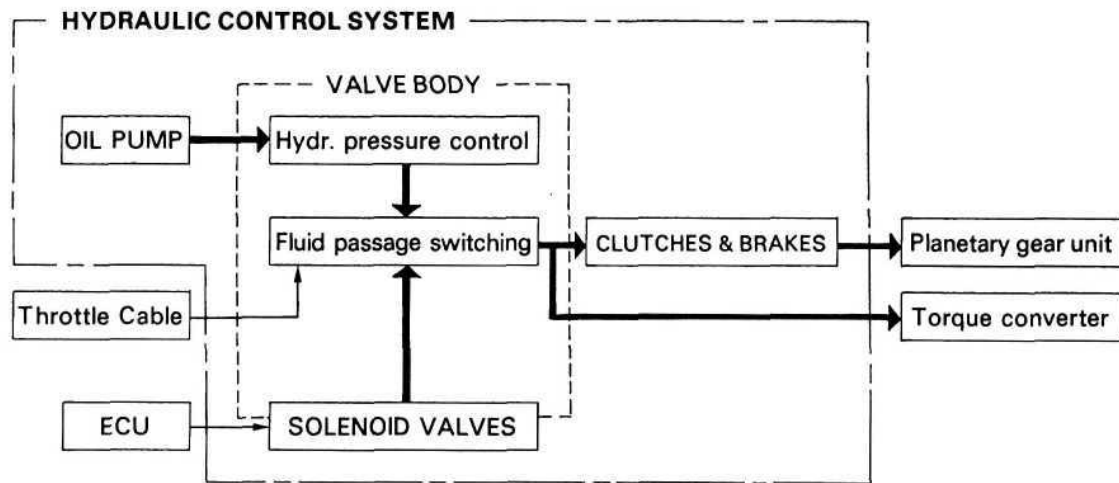 HYDRAULIC CONTROL SYSTEM
VALVE BODY
OIL PUMP
Hydr. pressure control
Fluid passage switching
CLUTCHES & BRAKES
Planetary gear unit
Throttle Cable
Torque converter
ECU
SOLENOID VALVES